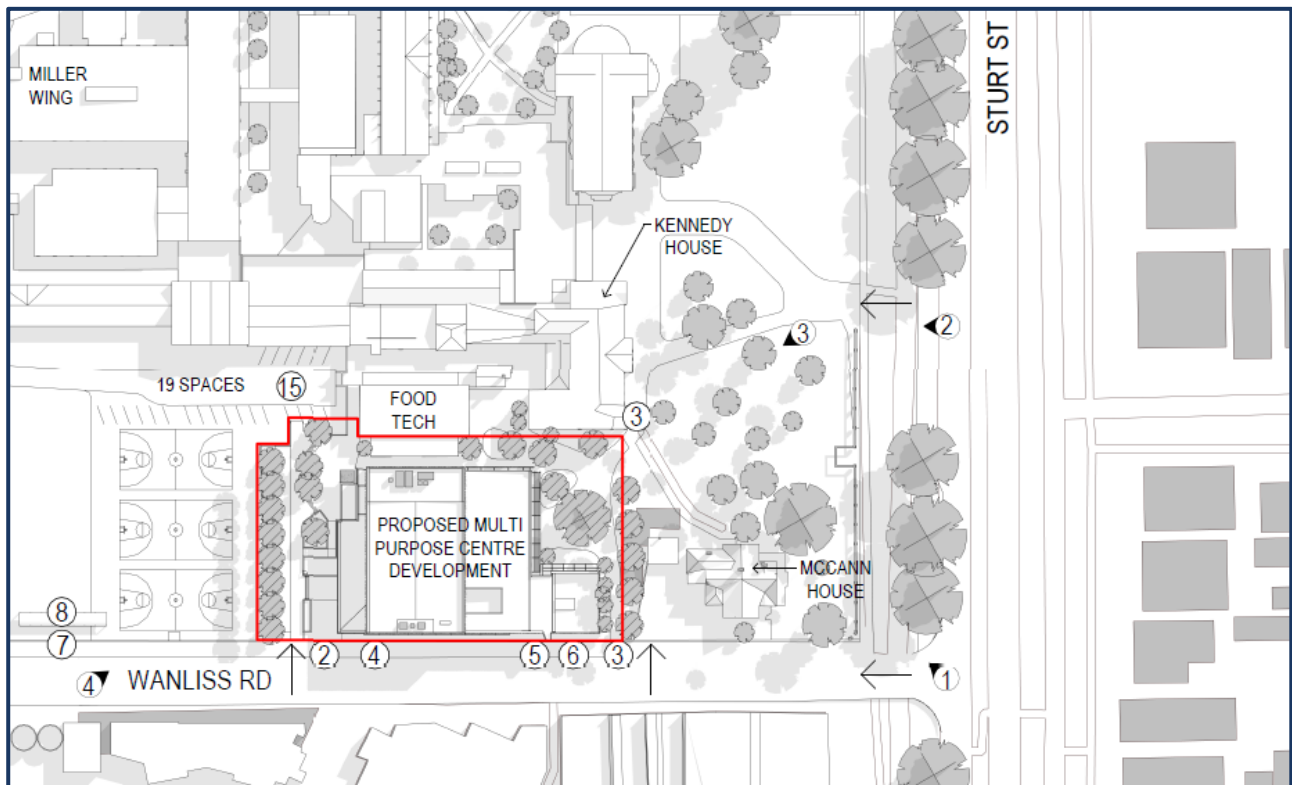 MILLER
WING
STURT ST
KENNEDY
HOUSE
2
3
19 SPACES
15
FOOD
TECH
3
PROPOSED MULTI
PURPOSE CENTRE
DEVELOPMENT
MCCANN
HOUSE
8
7
2
4
5
6
3
4
WANLISS RD
1